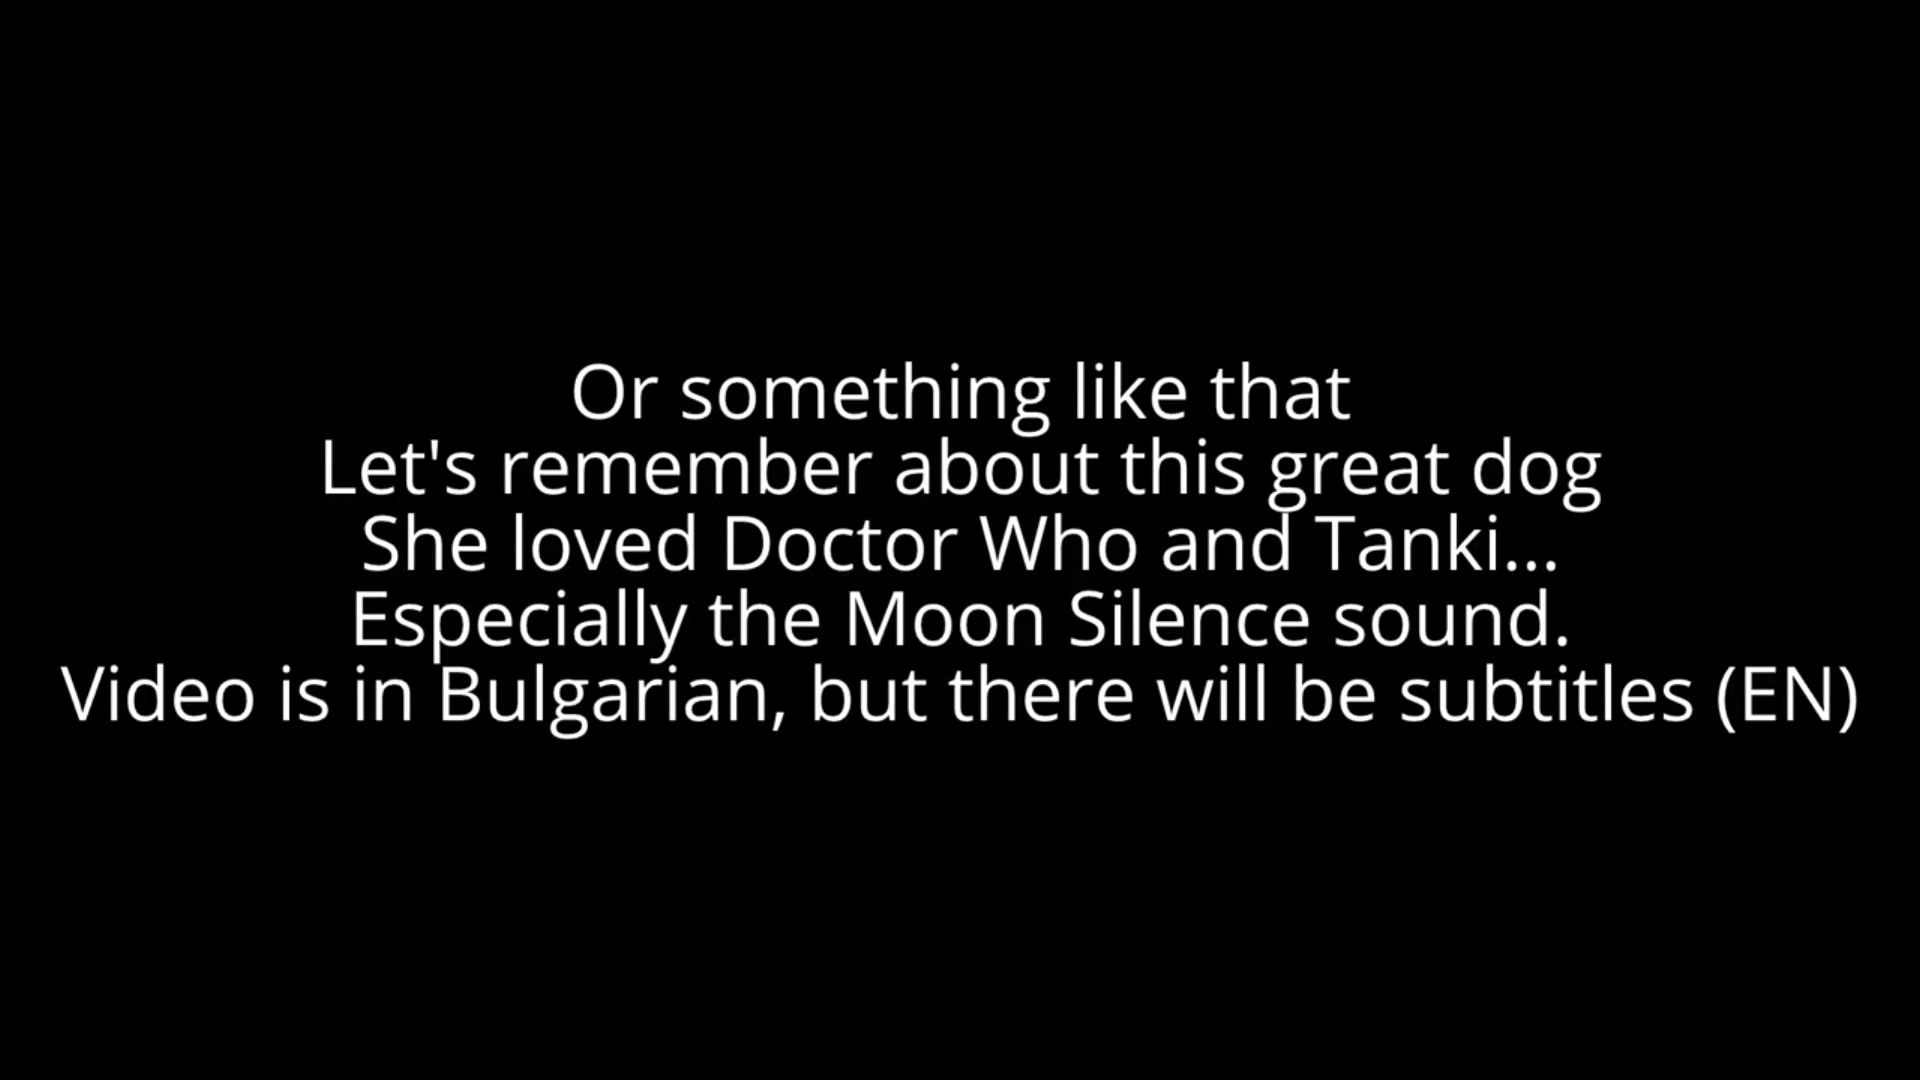 Or something like that
Let's remember about this great dog
She loved Doctor Who and Tanki...
Especially the Moon Silence sound.
Video is in Bulgarian, but there will be subtitles (EN)